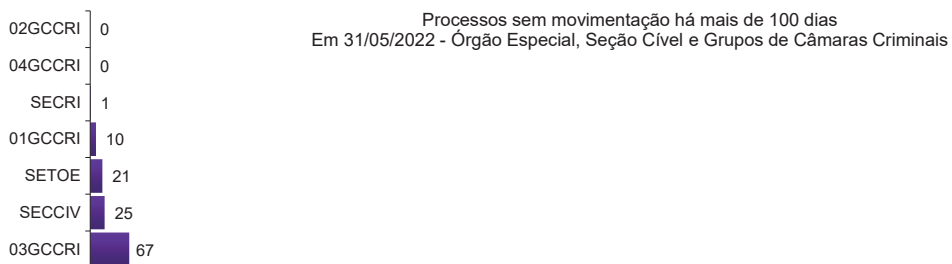 Processos sem movimentação há mais de 100 dias
Em 31/05/2022 - Órgão Especial, Seção Cível e Grupos de Câmaras Criminais
02GCCRI 0
04GCCRI 0
SECRI 1
01GCCRI 10
SETOE 21
SECCIV 25
03GCCRI 67